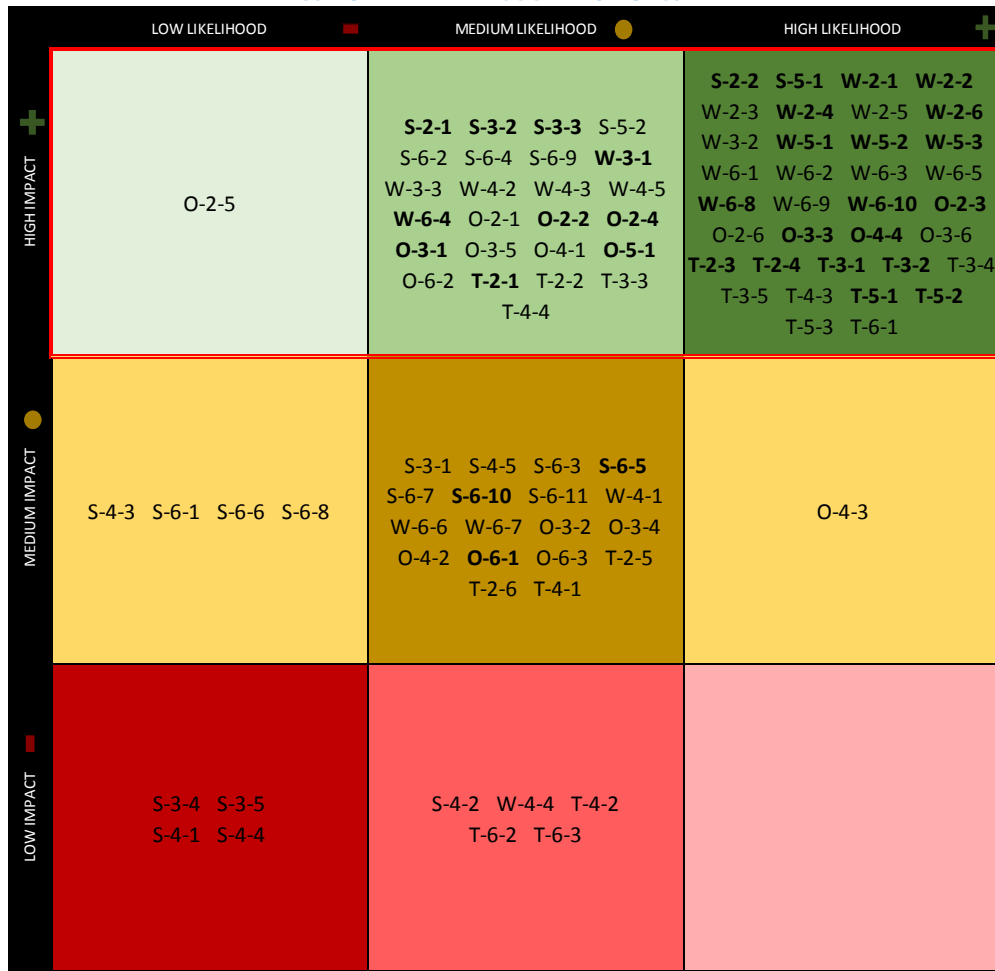 LOW LIKELIHOOD
MEDIUM LIKELIHOOD
HIGH LIKELIHOOD
HIGH IMPACT
O-2-5
S-2-1 S-3-2 S-3-3 S-5-2
S-6-2 S-6-4 S-6-9 W-3-1
W-3-3 W-4-2 W-4-3 W-4-5
W-6-4 O-2-1 O-2-2 O-2-4
O-3-1 O-3-5 O-4-1 O-5-1
O-6-2 T-2-1 T-2-2 T-3-3
T-4-4
S-2-2 S-5-1 W-2-1 W-2-2
W-2-3 W-2-4 W-2-5 W-2-6
W-3-2 W-5-1 W-5-2 W-5-3
W-6-1 W-6-2 W-6-3 W-6-5
W-6-8 W-6-9 W-6-10 O-2-3
O-2-6 O-3-3 O-4-4 O-3-6
T-2-3 T-2-4 T-3-1 T-3-2 T-3-4
T-3-5 T-4-3 T-5-1 T-5-2
T-5-3 T-6-1
MEDIUM IMPACT
S-4-3 S-6-1 S-6-6 S-6-8
S-3-1 S-4-5 S-6-3 S-6-5
S-6-7 S-6-10 S-6-11 W-4-1
W-6-6 W-6-7 O-3-2 O-3-4
O-4-2 O-6-1 O-6-3 T-2-5
T-2-6 T-4-1
O-4-3
LOW IMPACT
S-3-4 S-3-5
S-4-1 S-4-4
S-4-2 W-4-4 T-4-2
T-6-2 T-6-3